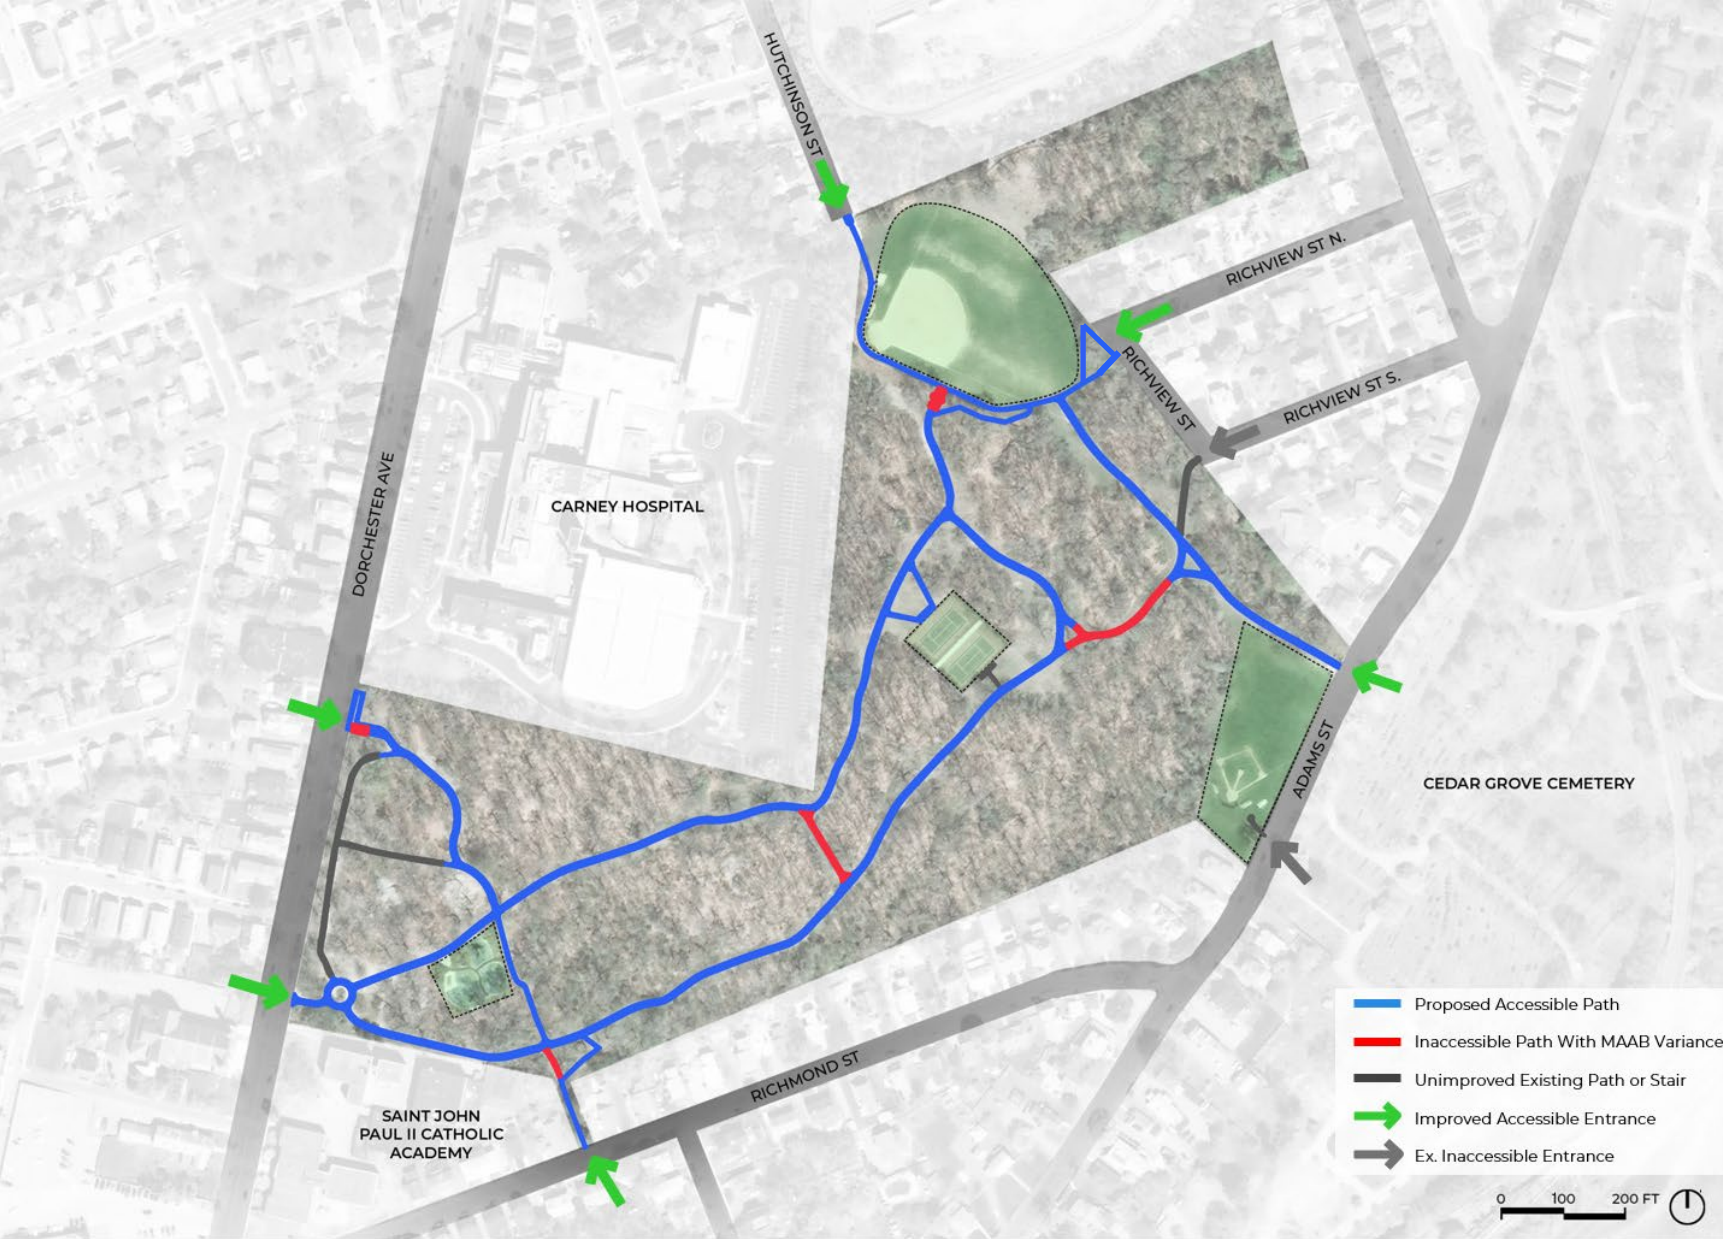 HUTCHINSON ST
RICHVIEW ST N.
RICHVIEW ST
RICHVIEW ST S.
DORCHESTER AVE
CARNEY HOSPITAL
ADAMS ST
CEDAR GROVE CEMETERY
RICHMOND ST
SAINT JOHN
PAUL II CATHOLIC
ACADEMY
Proposed Accessible Path
Inaccessible Path With MAAB Variance
Unimproved Existing Path or Stair
Improved Accessible Entrance
Ex. Inaccessible Entrance
0 100 200 FT